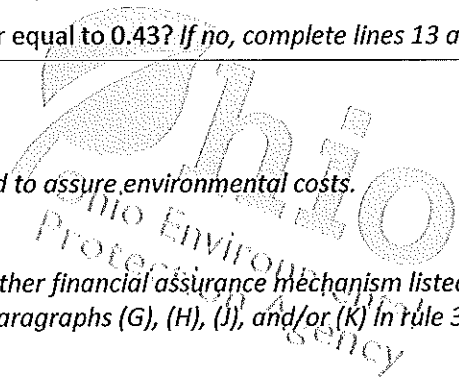 r equal to 0.43? If no, complete lines 13 a
d to assure environmental costs.
ther financial assurance mechanism listed
aragraphs (G), (H), (J), and/or (K) in rule 3
Ohio
Ohio Environmental
Protection Agency